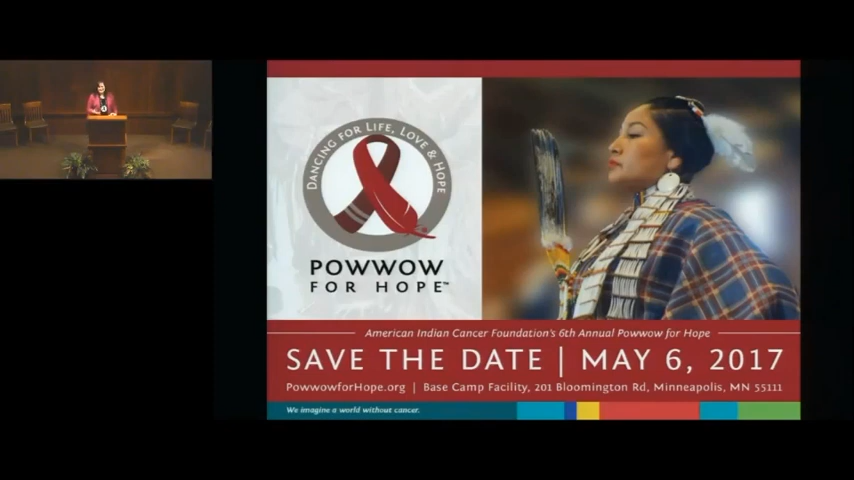 DANCING FOR LIFE, LOVE & HOPE
POWWOW
FOR HOPE™
American Indian Cancer Foundation's 6th Annual Powwow for Hope
SAVE THE DATE | MAY 6, 2017
PowwowforHope.org | Base Camp Facility, 201 Bloomington Rd, Minneapolis, MN 55111
We imagine a world without cancer.